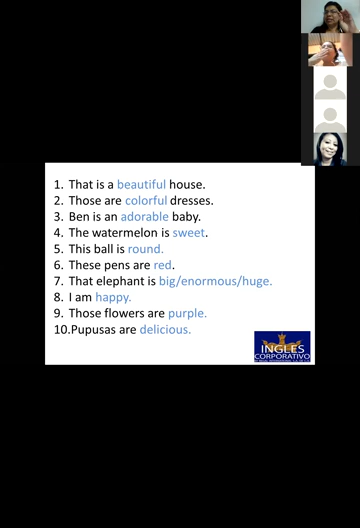 1. That is a beautiful house.
2. Those are colorful dresses.
3. Ben is an adorable baby.
4. The watermelon is sweet.
5. This ball is round.
6. These pens are red.
7. That elephant is big/enormous/huge.
8. I am happy.
9. Those flowers are purple.
10.Pupusas are delicious.
INGLES
CORPORATIVO